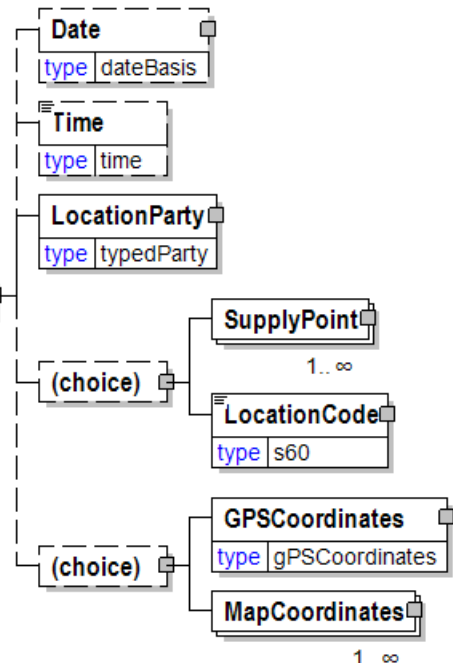 Date
type dateBasis
Time
type time
LocationParty
type typedParty
SupplyPoint
1.. ∞
(choice)
LocationCode
type s60
GPSCoordinates
type gPSCoordinates
(choice)
MapCoordinates
1.. ∞